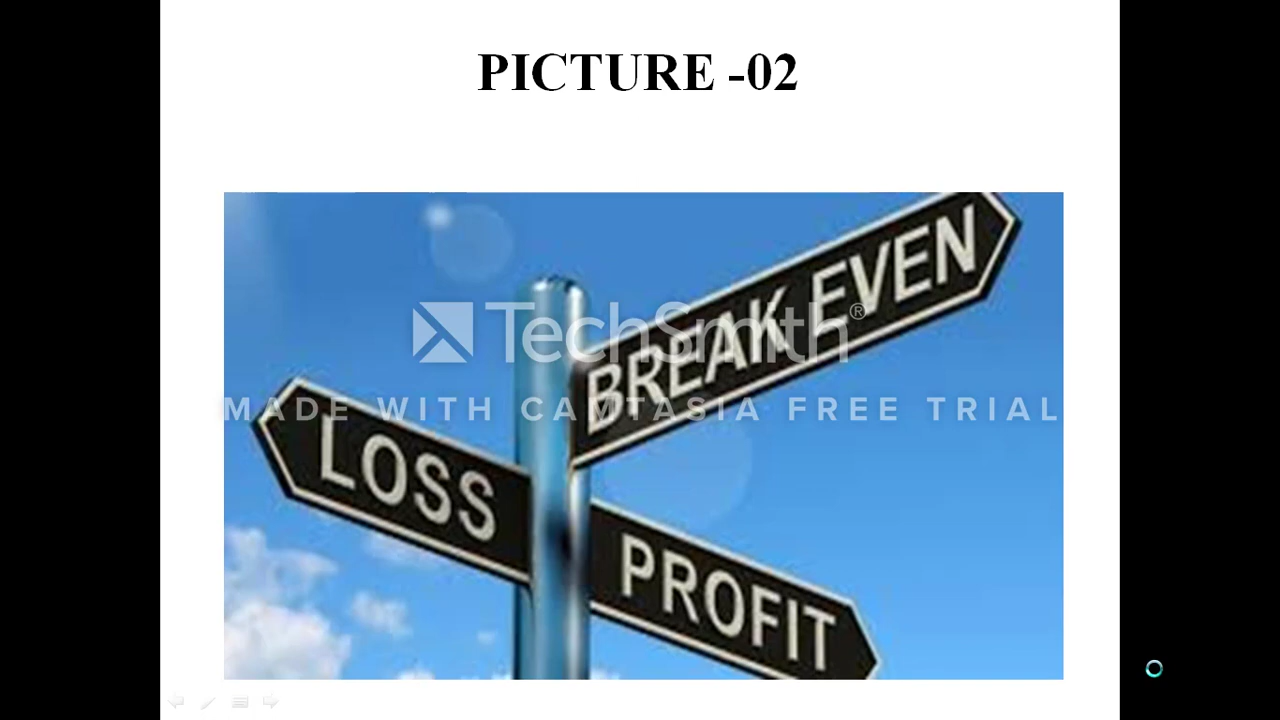 PICTURE -02
BREAK EVEN
TechSmith®
MADE WITH CAMTASIA FREE TRIAL
LOSS
PROFIT